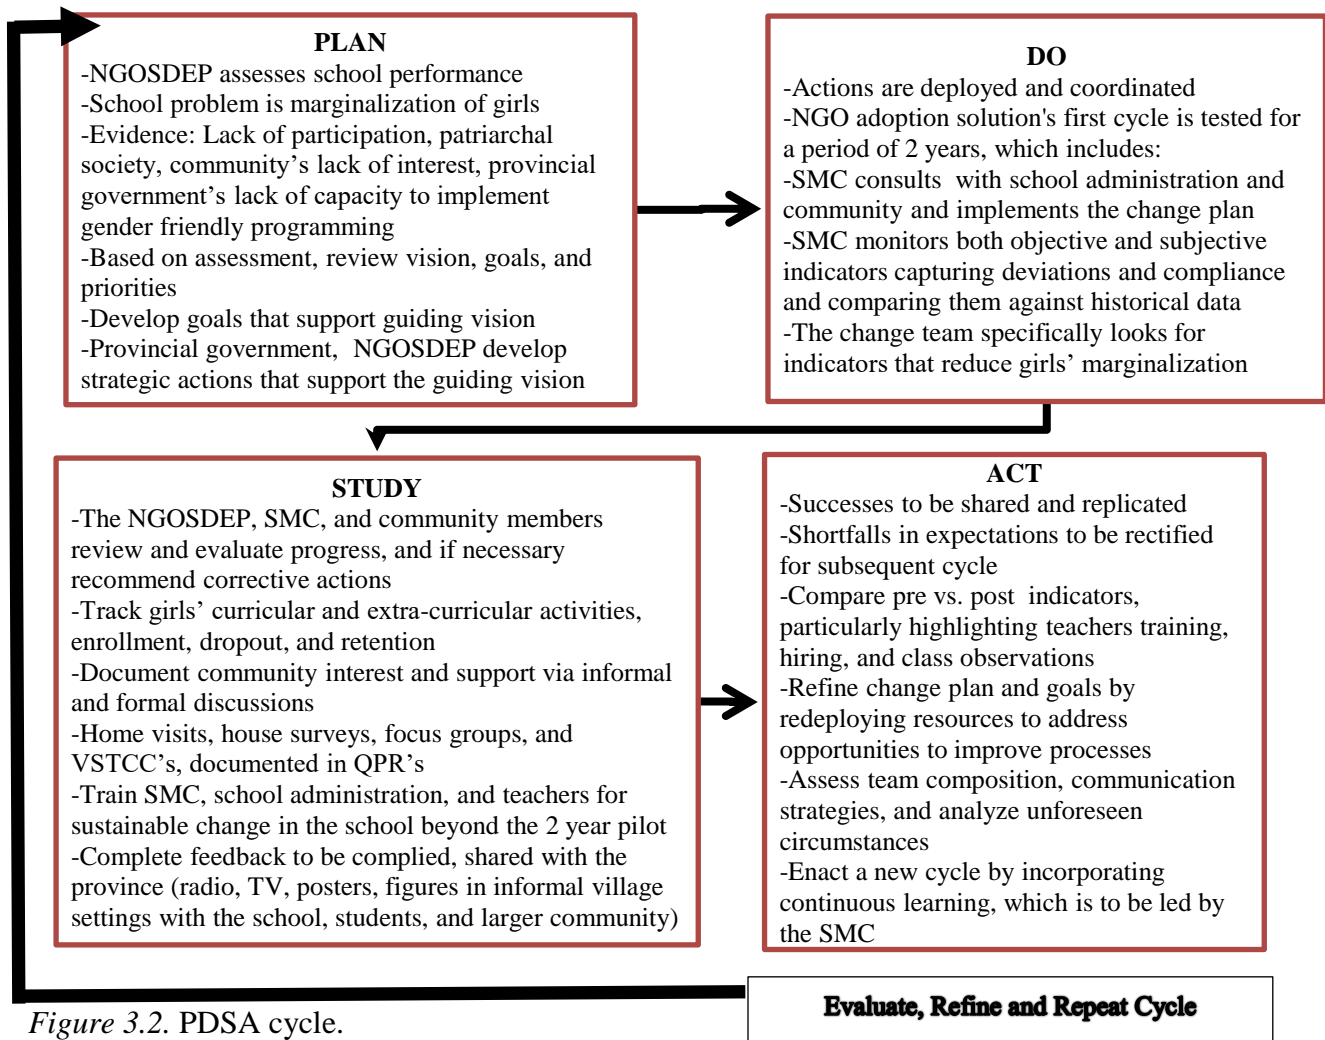 PLAN
-NGOSDEP assesses school performance
-School problem is marginalization of girls
-Evidence: Lack of participation, patriarchal
society, community’s lack of interest, provincial
government’s lack of capacity to implement
gender friendly programming
-Based on assessment, review vision, goals, and
priorities
-Develop goals that support guiding vision
-Provincial government, NGOSDEP develop
strategic actions that support the guiding vision
DO
-Actions are deployed and coordinated
-NGO adoption solution's first cycle is tested for
a period of 2 years, which includes:
-SMC consults with school administration and
community and implements the change plan
-SMC monitors both objective and subjective
indicators capturing deviations and compliance
and comparing them against historical data
-The change team specifically looks for
indicators that reduce girls’ marginalization
STUDY
-The NGOSDEP, SMC, and community members
review and evaluate progress, and if necessary
recommend corrective actions
-Track girls’ curricular and extra-curricular activities,
enrollment, dropout, and retention
-Document community interest and support via informal
and formal discussions
-Home visits, house surveys, focus groups, and
VSTCC’s, documented in QPR’s
-Train SMC, school administration, and teachers for
sustainable change in the school beyond the 2 year pilot
-Complete feedback to be complied, shared with the
province (radio, TV, posters, figures in informal village
settings with the school, students, and larger community)
ACT
-Successes to be shared and replicated
-Shortfalls in expectations to be rectified
for subsequent cycle
-Compare pre vs. post indicators,
particularly highlighting teachers training,
hiring, and class observations
-Refine change plan and goals by
redeploying resources to address
opportunities to improve processes
-Assess team composition, communication
strategies, and analyze unforeseen
circumstances
-Enact a new cycle by incorporating
continuous learning, which is to be led by
the SMC
Evaluate, Refine and Repeat Cycle
Figure 3.2. PDSA cycle.